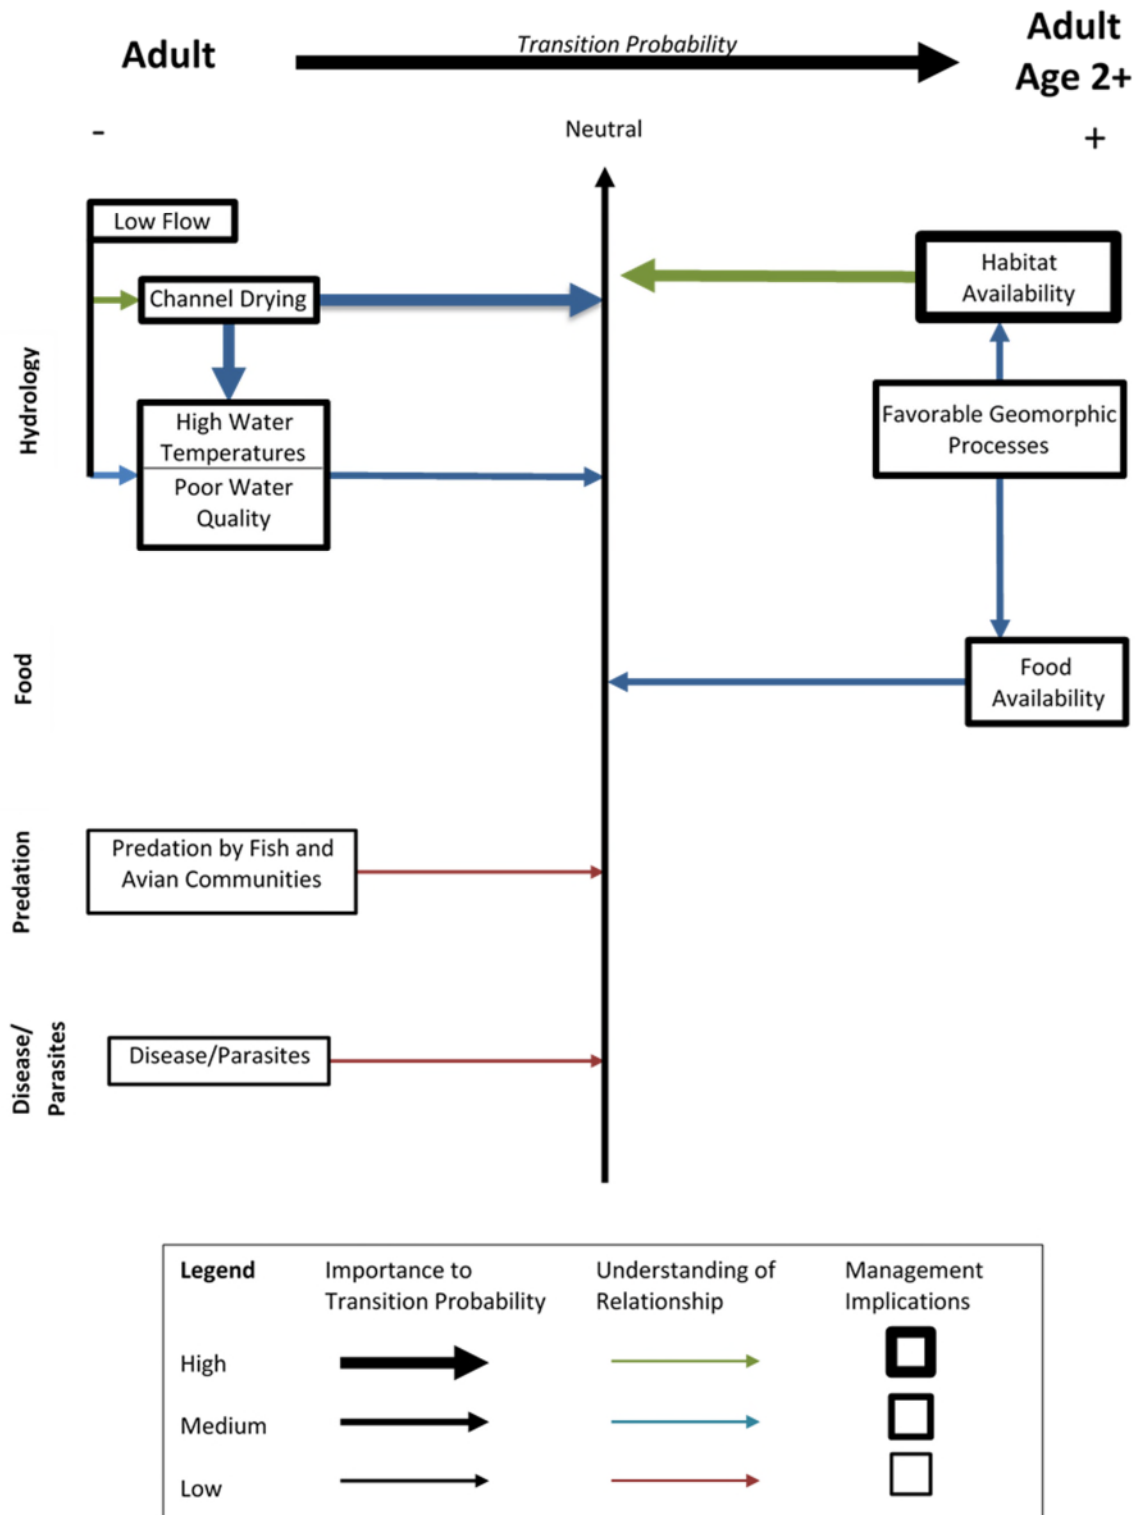 Adult
Transition Probability
Adult
Age 2+
-
Neutral
+
Hydrology
Low Flow
Channel Drying
High Water
Temperatures
Poor Water
Quality
Habitat
Availability
Favorable Geomorphic
Processes
Food
Food
Availability
Predation
Predation by Fish and
Avian Communities
Disease/
Parasites
Disease/Parasites
Legend
Importance to
Transition Probability
Understanding of
Relationship
Management
Implications
High
Medium
Low